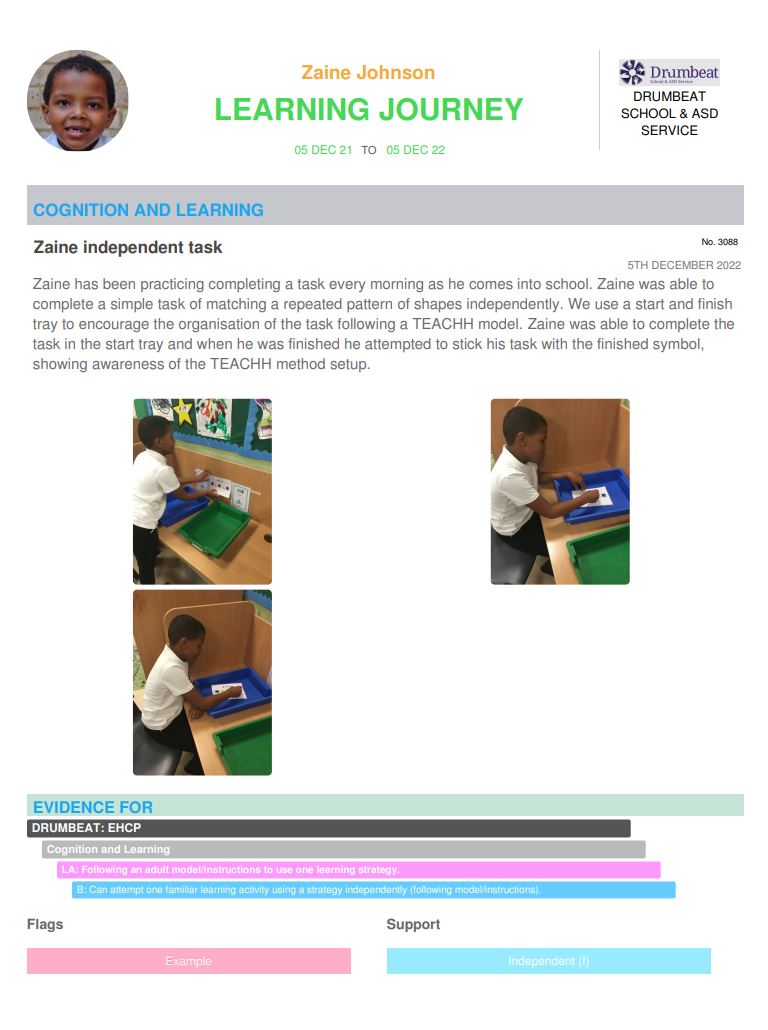 Zaine Johnson
LEARNING JOURNEY
05 DEC 21 TO 05 DEC 22
Drumbeat
School & ASD Service
DRUMBEAT
SCHOOL & ASD
SERVICE
COGNITION AND LEARNING
Zaine independent task
No. 3088
5TH DECEMBER 2022
Zaine has been practicing completing a task every morning as he comes into school. Zaine was able to
complete a simple task of matching a repeated pattern of shapes independently. We use a start and finish
tray to encourage the organisation of the task following a TEACHH model. Zaine was able to complete the
task in the start tray and when he was finished he attempted to stick his task with the finished symbol,
showing awareness of the TEACHH method setup.
EVIDENCE FOR
DRUMBEAT: EHCP
Cognition and Learning
LA: Following an adult model/instructions to use one learning strategy.
B: Can attempt one familiar learning activity using a strategy independently (following model/instructions).
Flags
Support
Example
Independent (I)